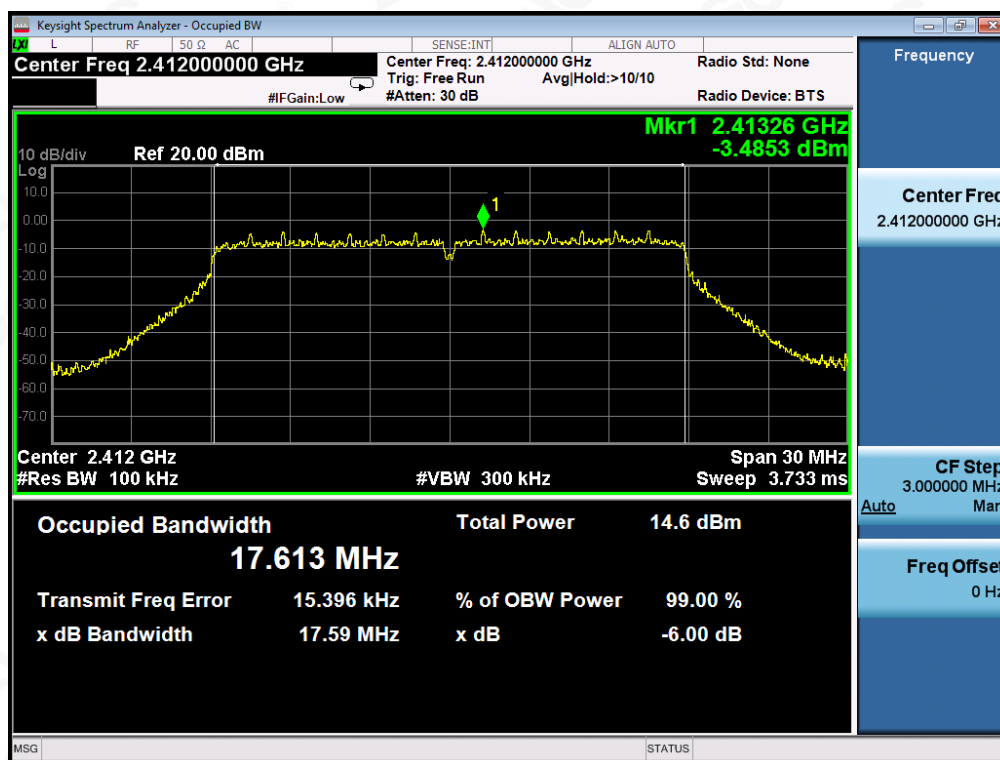 Keysight Spectrum Analyzer - Occupied BW
LXI L RF 50 Ω AC SENSE:INT ALIGN AUTO
Center Freq 2.412000000 GHz
Center Freq: 2.412000000 GHz Radio Std: None
Trig: Free Run Avg|Hold:>10/10
#IFGain:Low #Atten: 30 dB Radio Device: BTS
Mkr1 2.41326 GHz
-3.4853 dBm
10 dB/div Ref 20.00 dBm
Log
10.0
0.00
-10.0
-20.0
-30.0
-40.0
-50.0
-60.0
-70.0
1
Center 2.412 GHz Span 30 MHz
#Res BW 100 kHz #VBW 300 kHz Sweep 3.733 ms
Occupied Bandwidth Total Power 14.6 dBm
17.613 MHz
Transmit Freq Error 15.396 kHz % of OBW Power 99.00 %
x dB Bandwidth 17.59 MHz x dB -6.00 dB
MSG STATUS
Frequency
Center Freq
2.412000000 GHz
CF Step
3.000000 MHz
Auto Man
Freq Offset
0 Hz